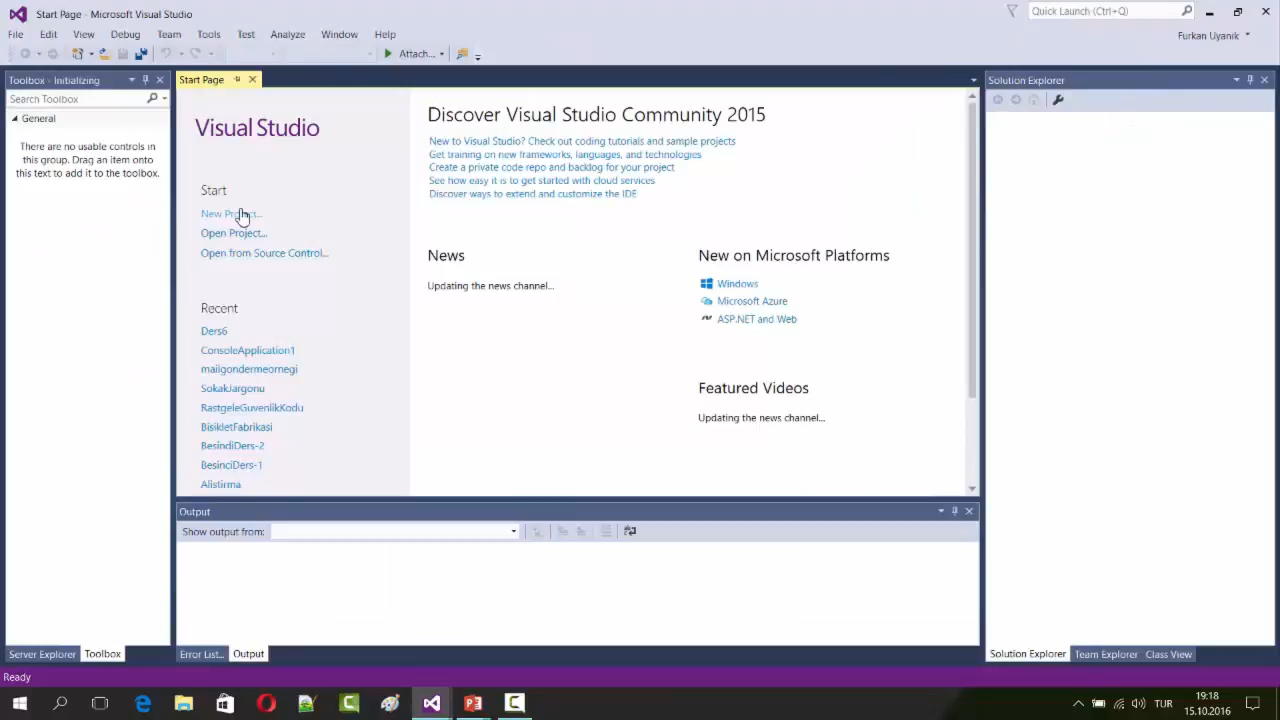 Start Page - Microsoft Visual Studio
Quick Launch (Ctrl+Q)
File Edit View Debug Team Tools Test Analyze Window Help
Furkan Uyanik
Attach...
Toolbox - Initializing
Search Toolbox
General
There are no usable controls in
this group. Drag an item onto
this text to add it to the toolbox.
Server Explorer Toolbox
Start Page
Visual Studio
Start
New Project...
Open Project...
Open from Source Control...
Recent
Ders6
ConsoleApplication1
mailgondermeornegi
SokakJargonu
RastgeleGuvenlikKodu
BisikletFabrikasi
BesindiDers-2
BesinciDers-1
Alistirma
Discover Visual Studio Community 2015
New to Visual Studio? Check out coding tutorials and sample projects
Get training on new frameworks, languages, and technologies
Create a private code repo and backlog for your project
See how easy it is to get started with cloud services
Discover ways to extend and customize the IDE
News
Updating the news channel...
New on Microsoft Platforms
Windows
Microsoft Azure
ASP.NET and Web
Featured Videos
Updating the news channel...
Output
Show output from:
Error List... Output
Solution Explorer
Solution Explorer Team Explorer Class View
Ready
TUR
19:18
15.10.2016